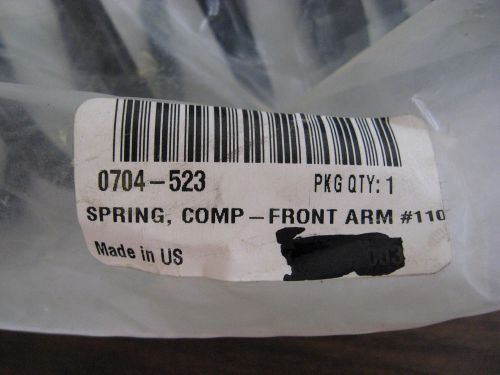 0704-523 PKG QTY: 1
SPRING, COMP-FRONT ARM #110
Made in US